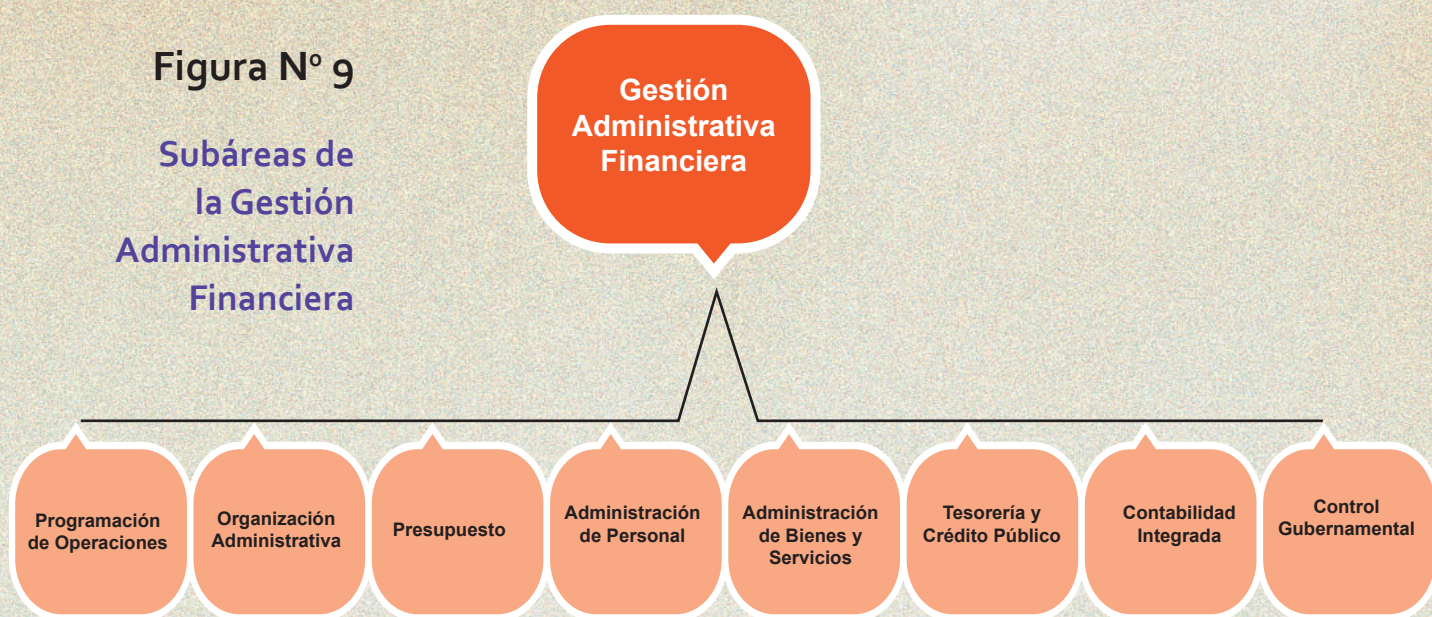 Figura Nº 9
Subáreas de
la Gestión
Administrativa
Financiera
Gestión
Administrativa
Financiera
Programación
de Operaciones
Organización
Administrativa
Presupuesto
Administración
de Personal
Administración
de Bienes y
Servicios
Tesorería y
Crédito Público
Contabilidad
Integrada
Control
Gubernamental